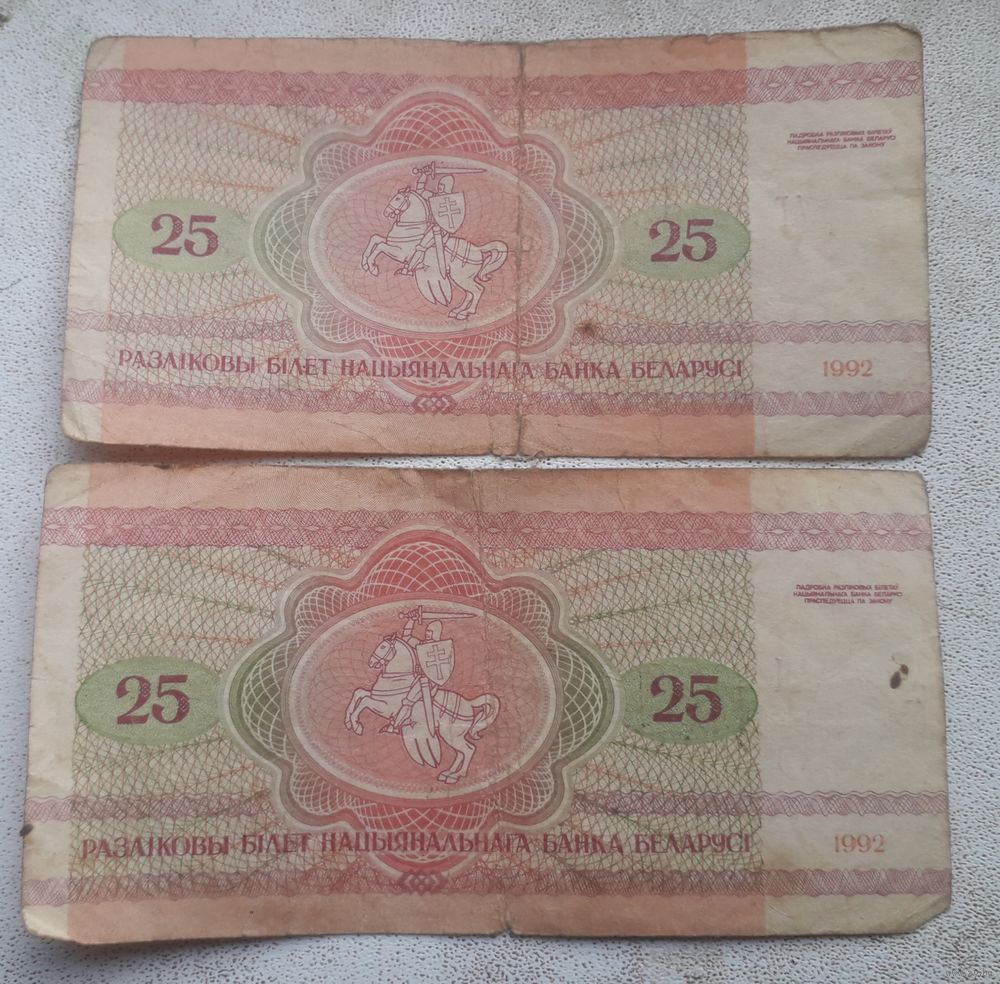 ПАДРОБКА РАЗЛІКОВЫХ БІЛЕТАЎ
НАЦЫЯНАЛЬНАГА БАНКА БЕЛАРУСІ
ПРАСЛЕДУЕЦЦА ПА ЗАКОНУ
25 25
РАЗЛІКОВЫ БІЛЕТ НАЦЫЯНАЛЬНАГА БАНКА БЕЛАРУСІ 1992
ПАДРОБКА РАЗЛІКОВЫХ БІЛЕТАЎ
НАЦЫЯНАЛЬНАГА БАНКА БЕЛАРУСІ
ПРАСЛЕДУЕЦЦА ПА ЗАКОНУ
25 25
РАЗЛІКОВЫ БІЛЕТ НАЦЫЯНАЛЬНАГА БАНКА БЕЛАРУСІ 1992